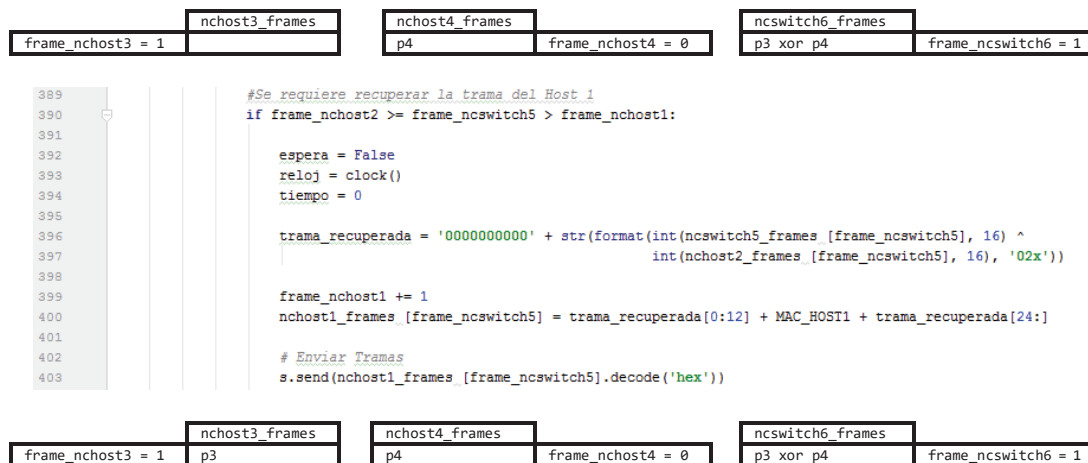 nchost3_frames nchost4_frames ncswitch6_frames
frame_nchost3 = 1 p4 frame_nchost4 = 0 p3 xor p4 frame_ncswitch6 = 1
389 #Se requiere recuperar la trama del Host 1
390 if frame_nchost2 >= frame_ncswitch5 > frame_nchost1:
391
392 espera = False
393 reloj = clock()
394 tiempo = 0
395
396 trama_recuperada = '0000000000' + str(format(int(ncswitch5_frames [frame_ncswitch5], 16) ^
397 int(nchost2_frames [frame_ncswitch5], 16), '02x'))
398
399 frame_nchost1 += 1
400 nchost1_frames [frame_ncswitch5] = trama_recuperada[0:12] + MAC_HOST1 + trama_recuperada[24:]
401
402 # Enviar Tramas
403 s.send(nchost1_frames [frame_ncswitch5].decode('hex'))
nchost3_frames nchost4_frames ncswitch6_frames
frame_nchost3 = 1 p3 p4 frame_nchost4 = 0 p3 xor p4 frame_ncswitch6 = 1